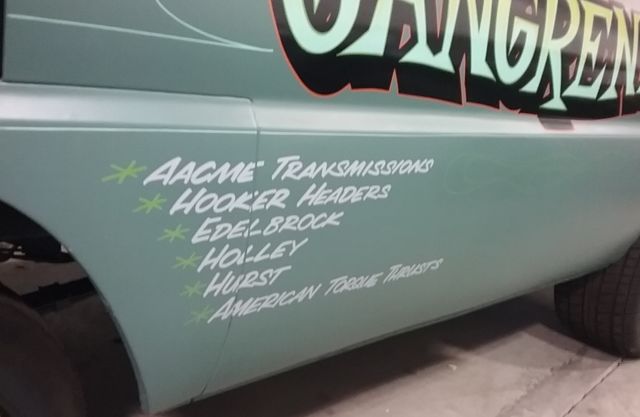 GANGREN
AACME TRANSMISSIONS
HOOKER HEADERS
EDELBROCK
HOLLEY
HURST
AMERICAN TORQUE THRUSTS